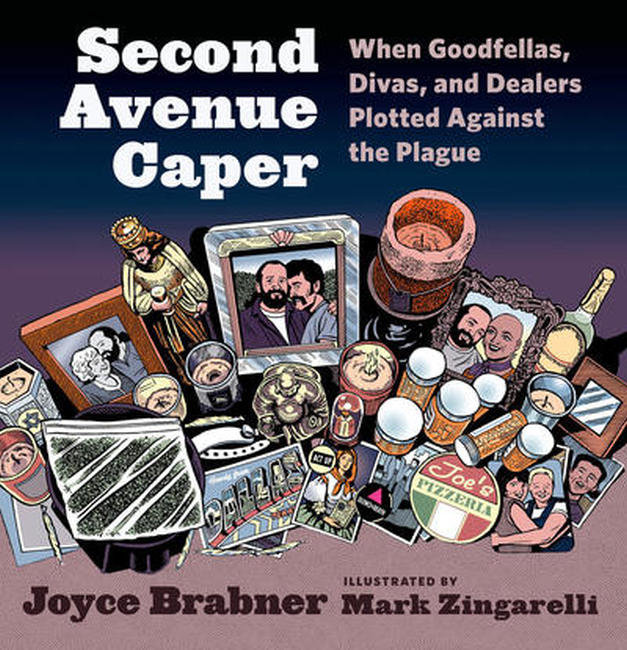 Second
Avenue
Caper
When Goodfellas,
Divas, and Dealers
Plotted Against
the Plague
ACT UP
DALLAS
Joe's
PIZZERIA
ILLUSTRATED BY
Joyce Brabner
Mark Zingarelli